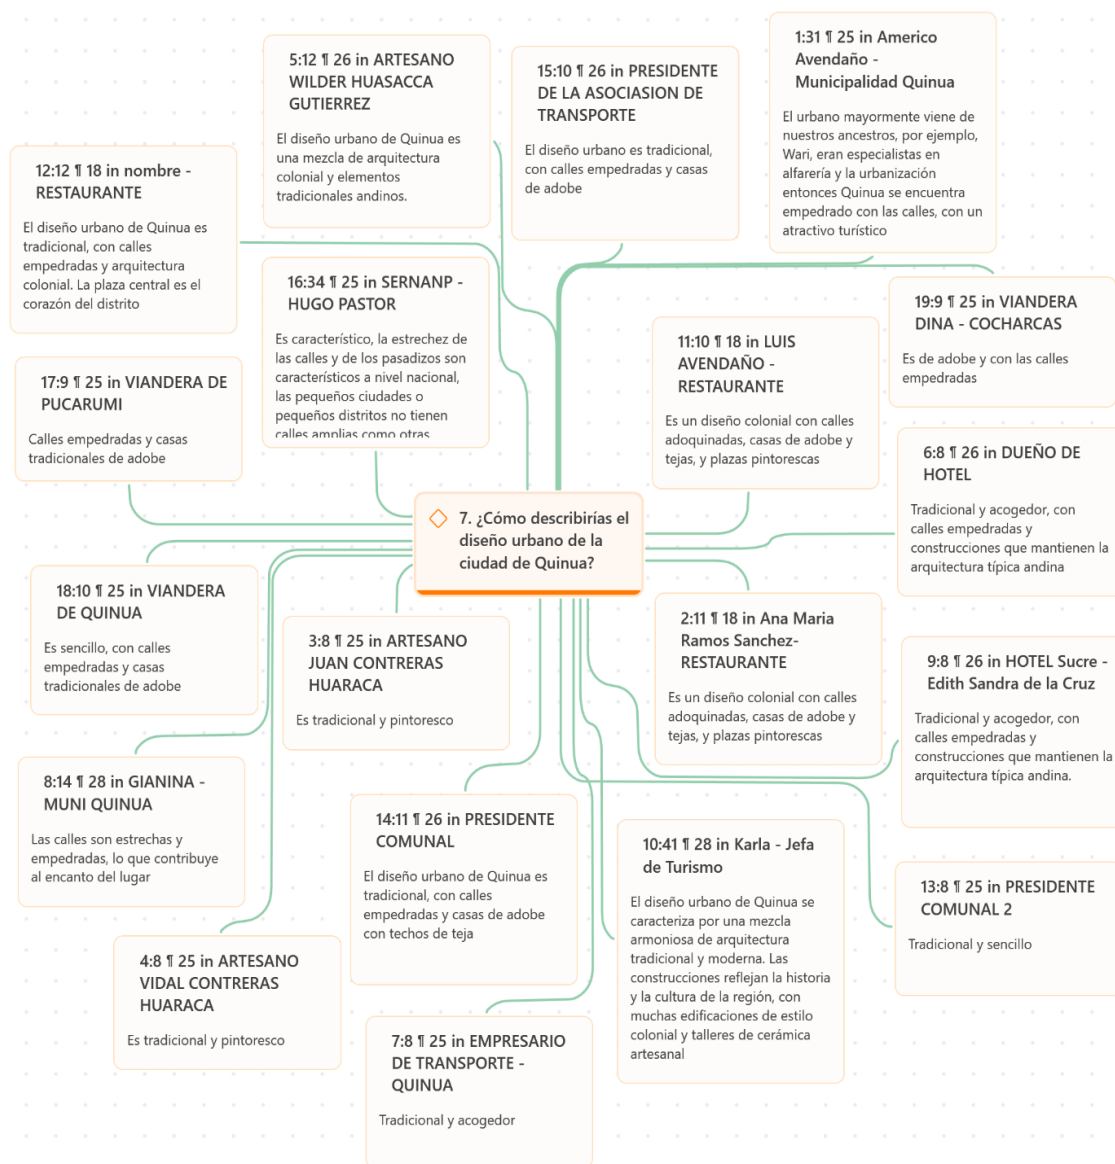 5:12 ¶ 26 in ARTESANO
WILDER HUASACCA
GUTIERREZ
El diseño urbano de Quinua es
una mezcla de arquitectura
colonial y elementos
tradicionales andinos.
15:10 ¶ 26 in PRESIDENTE
DE LA ASOCIASION DE
TRANSPORTE
El diseño urbano es tradicional,
con calles empedradas y casas
de adobe
1:31 ¶ 25 in Americo
Avendaño -
Municipalidad Quinua
El urbano mayormente viene de
nuestros ancestros, por ejemplo,
Wari, eran especialistas en
alfarería y la urbanización
entonces Quinua se encuentra
empedrado con las calles, con un
atractivo turístico
12:12 ¶ 18 in nombre -
RESTAURANTE
El diseño urbano de Quinua es
tradicional, con calles
empedradas y arquitectura
colonial. La plaza central es el
corazón del distrito
16:34 ¶ 25 in SERNANP -
HUGO PASTOR
Es característico, la estrechez de
las calles y de los pasadizos son
característicos a nivel nacional,
las pequeños ciudades o
pequeños distritos no tienen
calles amplias como otras
19:9 ¶ 25 in VIANDERA
DINA - COCHARCAS
Es de adobe y con las calles
empedradas
11:10 ¶ 18 in LUIS
AVENDAÑO -
RESTAURANTE
Es un diseño colonial con calles
adoquinadas, casas de adobe y
tejas, y plazas pintorescas
17:9 ¶ 25 in VIANDERA DE
PUCARUMI
Calles empedradas y casas
tradicionales de adobe
6:8 ¶ 26 in DUEÑO DE
HOTEL
Tradicional y acogedor, con
calles empedradas y
construcciones que mantienen la
arquitectura típica andina
7. ¿Cómo describirías el
diseño urbano de la
ciudad de Quinua?
18:10 ¶ 25 in VIANDERA
DE QUINUA
Es sencillo, con calles
empedradas y casas
tradicionales de adobe
3:8 ¶ 25 in ARTESANO
JUAN CONTRERAS
HUARACA
Es tradicional y pintoresco
2:11 ¶ 18 in Ana Maria
Ramos Sanchez-
RESTAURANTE
Es un diseño colonial con calles
adoquinadas, casas de adobe y
tejas, y plazas pintorescas
9:8 ¶ 26 in HOTEL Sucre -
Edith Sandra de la Cruz
Tradicional y acogedor, con
calles empedradas y
construcciones que mantienen la
arquitectura típica andina.
8:14 ¶ 28 in GIANINA -
MUNI QUINUA
Las calles son estrechas y
empedradas, lo que contribuye
al encanto del lugar
14:11 ¶ 26 in PRESIDENTE
COMUNAL
El diseño urbano de Quinua es
tradicional, con calles
empedradas y casas de adobe
con techos de teja
10:41 ¶ 28 in Karla - Jefa
de Turismo
El diseño urbano de Quinua se
caracteriza por una mezcla
armoniosa de arquitectura
tradicional y moderna. Las
construcciones reflejan la historia
y la cultura de la región, con
muchas edificaciones de estilo
colonial y talleres de cerámica
artesanal
13:8 ¶ 25 in PRESIDENTE
COMUNAL 2
Tradicional y sencillo
4:8 ¶ 25 in ARTESANO
VIDAL CONTRERAS
HUARACA
Es tradicional y pintoresco
7:8 ¶ 25 in EMPRESARIO
DE TRANSPORTE -
QUINUA
Tradicional y acogedor